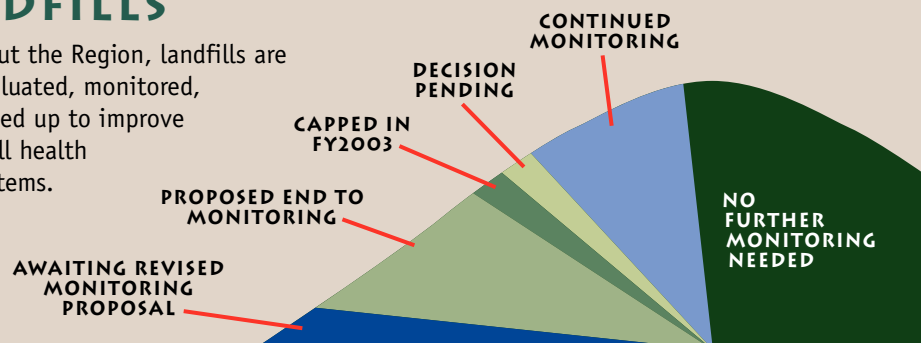 DFILLS
ut the Region, landfills are
luated, monitored,
ed up to improve
ll health
tems.
CONTINUED
MONITORING
DECISION
PENDING
CAPPED IN
FY2003
PROPOSED END TO
MONITORING
AWAITING REVISED
MONITORING
PROPOSAL
NO
FURTHER
MONITORING
NEEDED